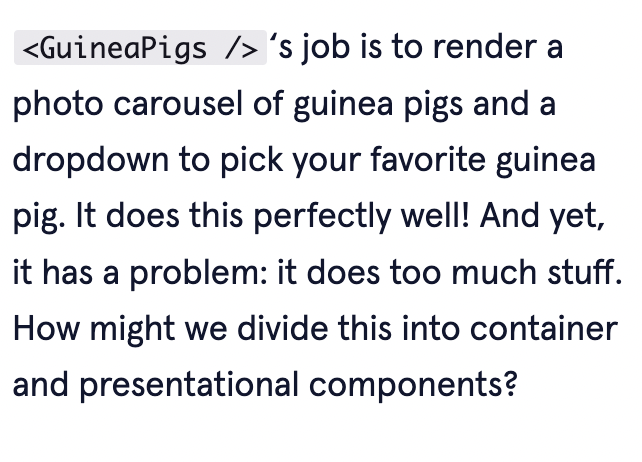 <GuineaPigs />‘s job is to render a
photo carousel of guinea pigs and a
dropdown to pick your favorite guinea
pig. It does this perfectly well! And yet,
it has a problem: it does too much stuff.
How might we divide this into container
and presentational components?